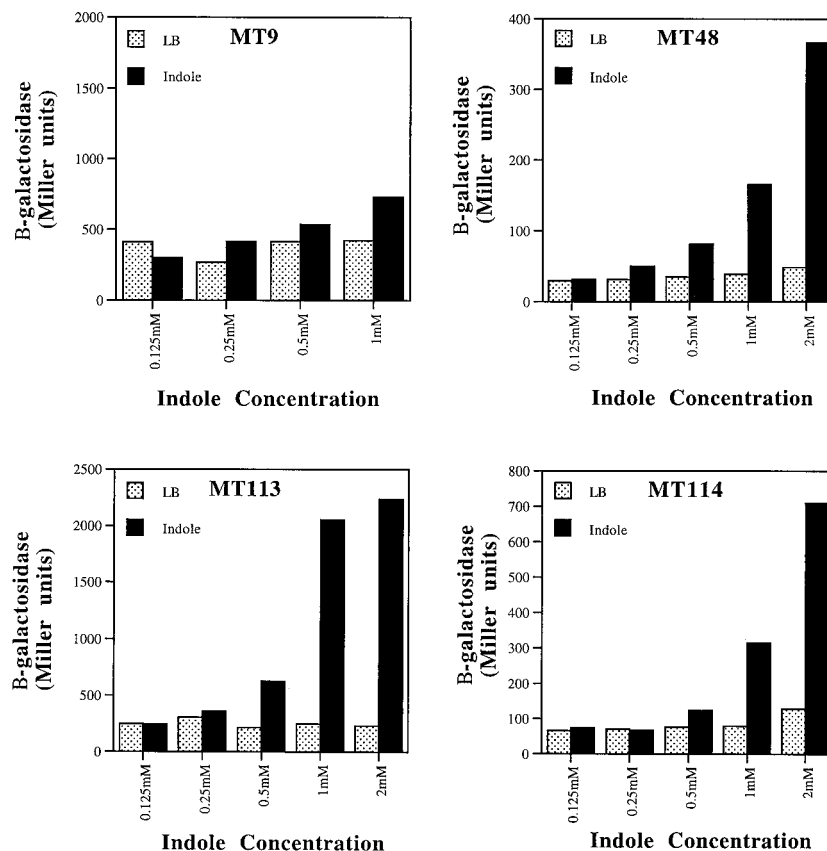 MT9
LB
Indole
B-galactosidase
(Miller units)
2000
1500
1000
500
0
0.125mM
0.25mM
0.5mM
1mM
Indole Concentration
MT48
LB
Indole
B-galactosidase
(Miller units)
400
300
200
100
0
0.125mM
0.25mM
0.5mM
1mM
2mM
Indole Concentration
MT113
LB
Indole
B-galactosidase
(Miller units)
2500
2000
1500
1000
500
0
0.125mM
0.25mM
0.5mM
1mM
2mM
Indole Concentration
MT114
LB
Indole
B-galactosidase
(Miller units)
800
700
600
500
400
300
200
100
0
0.125mM
0.25mM
0.5mM
1mM
2mM
Indole Concentration